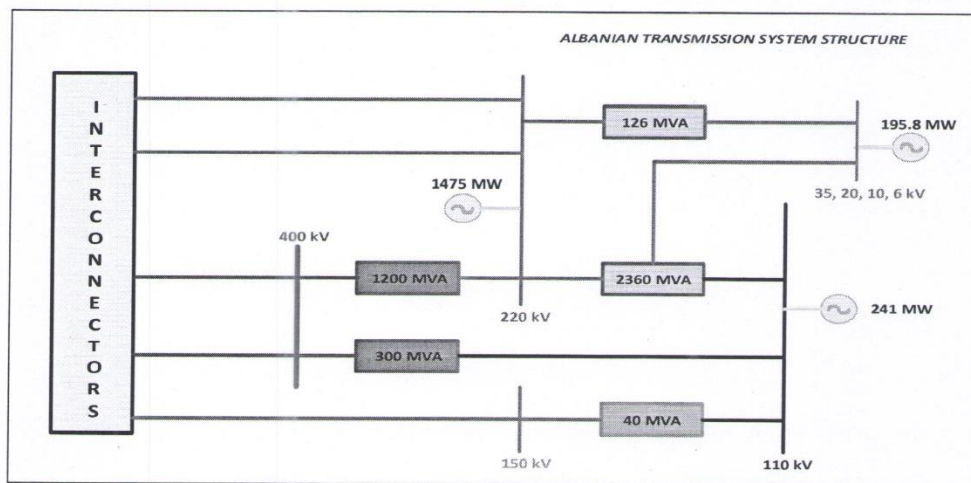 ALBANIAN TRANSMISSION SYSTEM STRUCTURE
INTERCONNECTORS
126 MVA
195.8 MW
1475 MW
35, 20, 10, 6 kV
400 kV
1200 MVA
2360 MVA
241 MW
220 kV
300 MVA
40 MVA
150 kV
110 kV